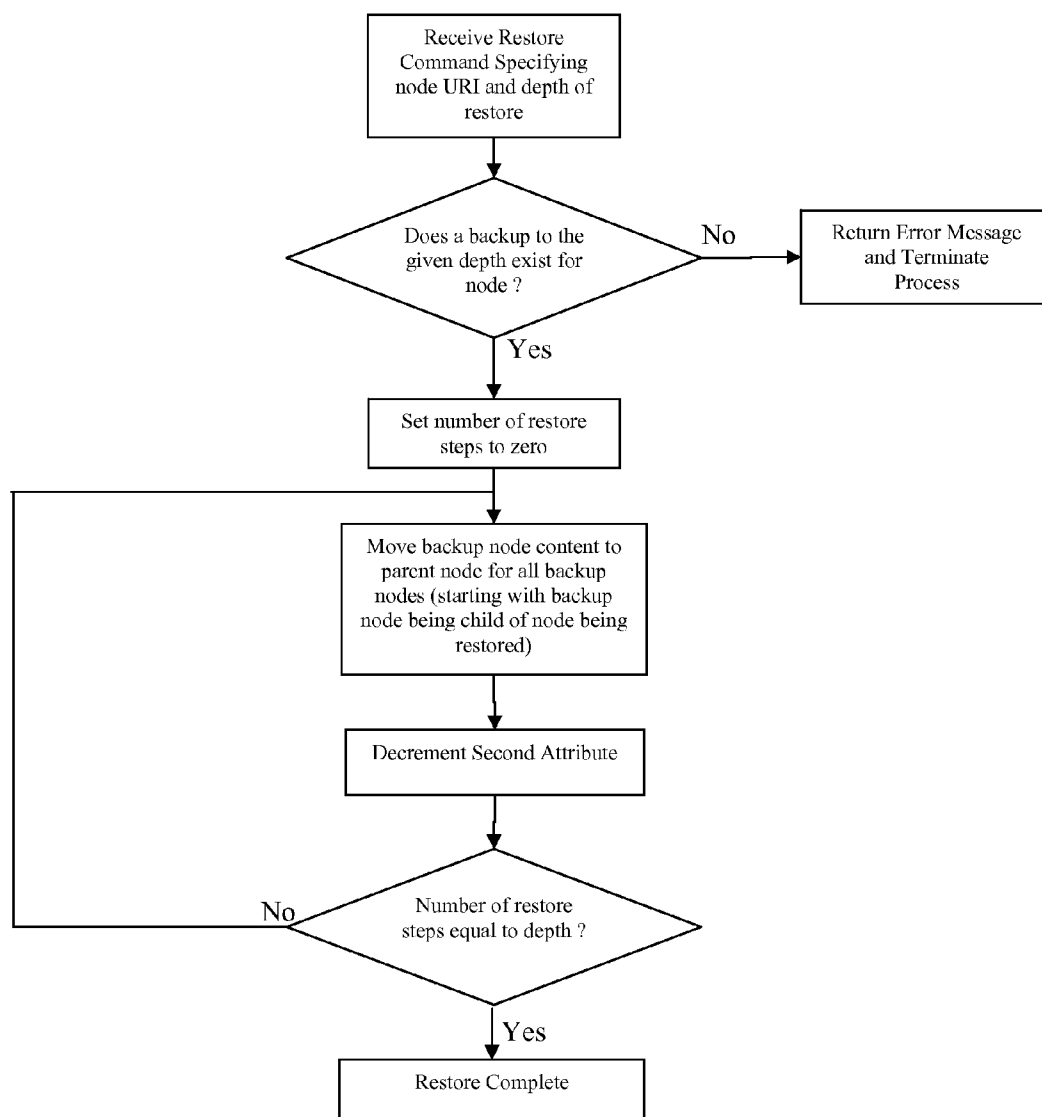 Receive Restore
Command Specifying
node URI and depth of
restore
Does a backup to the
given depth exist for
node ?
No
Return Error Message
and Terminate
Process
Yes
Set number of restore
steps to zero
Move backup node content to
parent node for all backup
nodes (starting with backup
node being child of node being
restored)
Decrement Second Attribute
Number of restore
steps equal to depth ?
No
Yes
Restore Complete